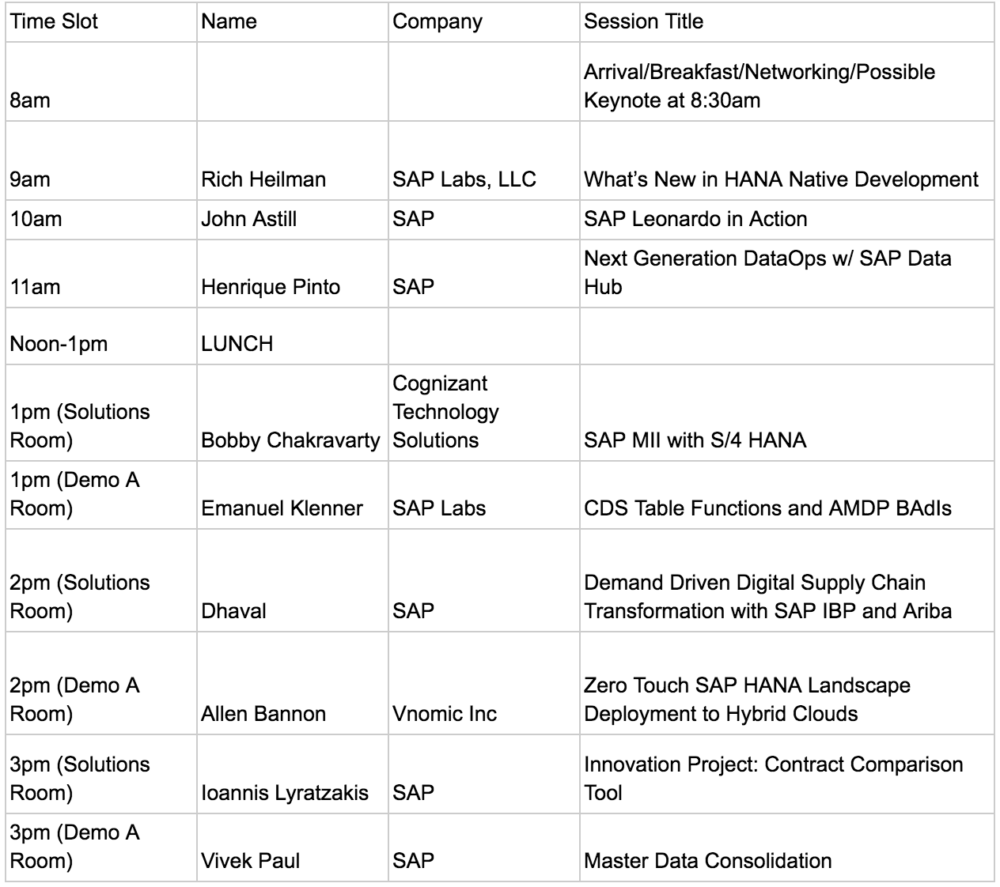 Time Slot Name Company Session Title
Arrival/Breakfast/Networking/Possible
8am Keynote at 8:30am
9am Rich Heilman SAP Labs, LLC What’s New in HANA Native Development
10am John Astill SAP SAP Leonardo in Action
Next Generation DataOps w/ SAP Data
11am Henrique Pinto SAP Hub
Noon-1pm LUNCH
Cognizant
1pm (Solutions Technology
Room) Bobby Chakravarty Solutions SAP MII with S/4 HANA
1pm (Demo A
Room) Emanuel Klenner SAP Labs CDS Table Functions and AMDP BAdIs
2pm (Solutions Demand Driven Digital Supply Chain
Room) Dhaval SAP Transformation with SAP IBP and Ariba
2pm (Demo A Zero Touch SAP HANA Landscape
Room) Allen Bannon Vnomic Inc Deployment to Hybrid Clouds
3pm (Solutions Innovation Project: Contract Comparison
Room) Ioannis Lyratzakis SAP Tool
3pm (Demo A
Room) Vivek Paul SAP Master Data Consolidation